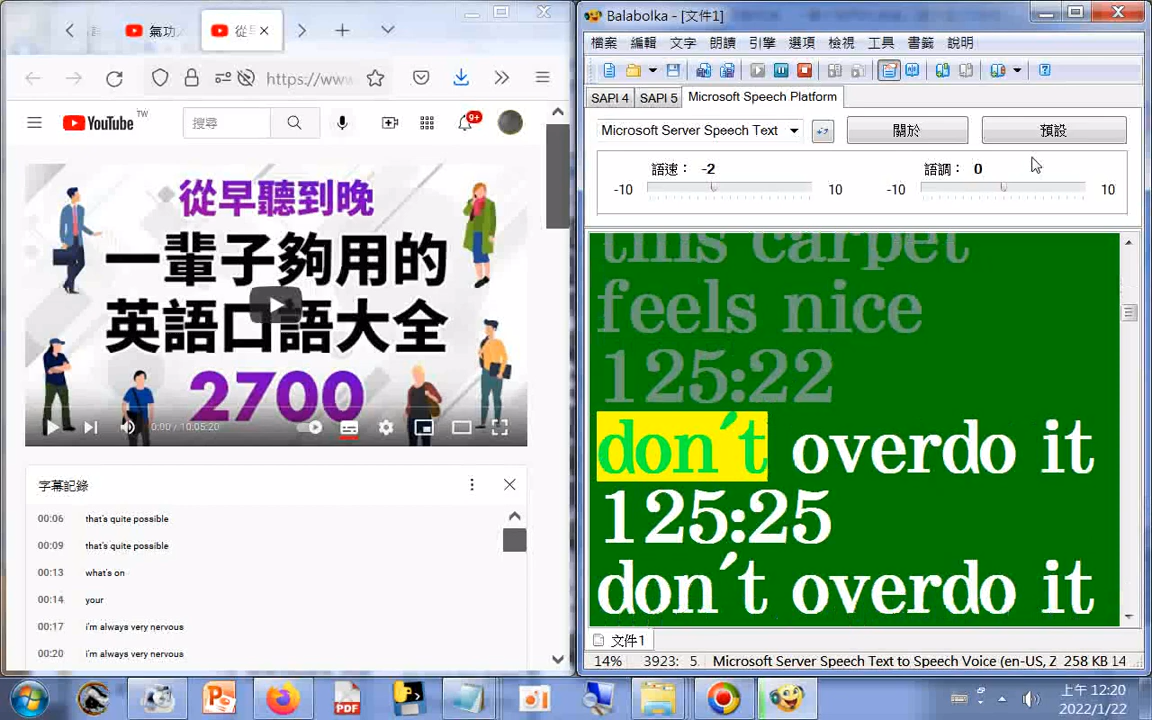 氣功
從
https://www
YouTube TW
搜尋
9+
從早聽到晚
一輩子夠用的
英語口語大全
2700
0:00 / 10:05:20
字幕記錄
00:06 that's quite possible
00:09 that's quite possible
00:13 what's on
00:14 your
00:17 i'm always very nervous
00:20 i'm always very nervous
Balabolka - [文件1]
檔案 編輯 文字 朗讀 引擎 選項 檢視 工具 書籤 說明
SAPI 4 SAPI 5 Microsoft Speech Platform
Microsoft Server Speech Text 關於 預設
語速： -2 語調： 0
-10 10 -10 10
this carpet
feels nice
125:22
don´t overdo it
125:25
don´t overdo it
文件1
14% 3923: 5 Microsoft Server Speech Text to Speech Voice (en-US, Z 258 KB 14
PDF
上午 12:20
2022/1/22